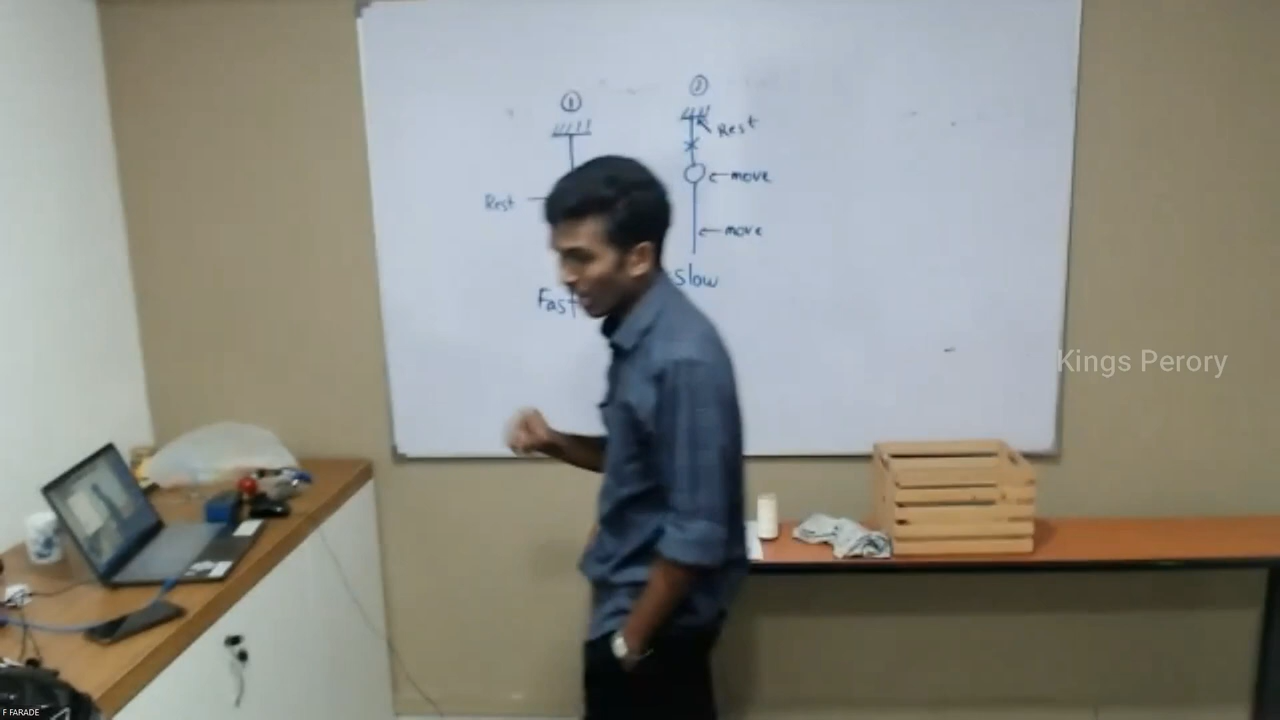 ①
②
Rest
Rest
move
move
slow
Fast
Kings Perory
F FARADE